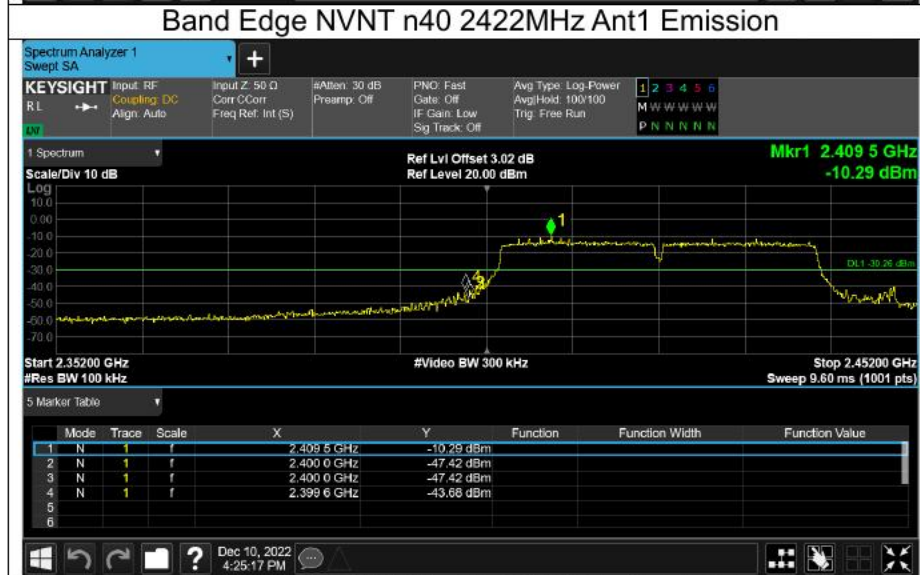 Band Edge NVNT n40 2422MHz Ant1 Emission
Spectrum Analyzer 1
Swept SA
+
KEYSIGHT Input: RF Input Z: 50 Ω #Atten: 30 dB PNO: Fast Avg Type: Log-Power 1 2 3 4 5 6
RL Coupling: DC Corr CCorr Preamp: Off Gate: Off Avg|Hold: 100/100 M W W W W W
Align: Auto Freq Ref: Int (S) IF Gain: Low Trig: Free Run
LXI Sig Track: Off P N N N N N
1 Spectrum Ref Lvl Offset 3.02 dB Mkr1 2.409 5 GHz
Scale/Div 10 dB Ref Level 20.00 dBm -10.29 dBm
Log
10.0
0.00
-10.0
-20.0
-30.0
-40.0
-50.0
-60.0
-70.0
1
4
DL1 -30.26 dBm
Start 2.35200 GHz #Video BW 300 kHz Stop 2.45200 GHz
#Res BW 100 kHz Sweep 9.60 ms (1001 pts)
5 Marker Table
Mode Trace Scale X Y Function Function Width Function Value
1 N 1 f 2.409 5 GHz -10.29 dBm
2 N 1 f 2.400 0 GHz -47.42 dBm
3 N 1 f 2.400 0 GHz -47.42 dBm
4 N 1 f 2.399 6 GHz -43.68 dBm
5
6
? Dec 10, 2022
4:25:17 PM